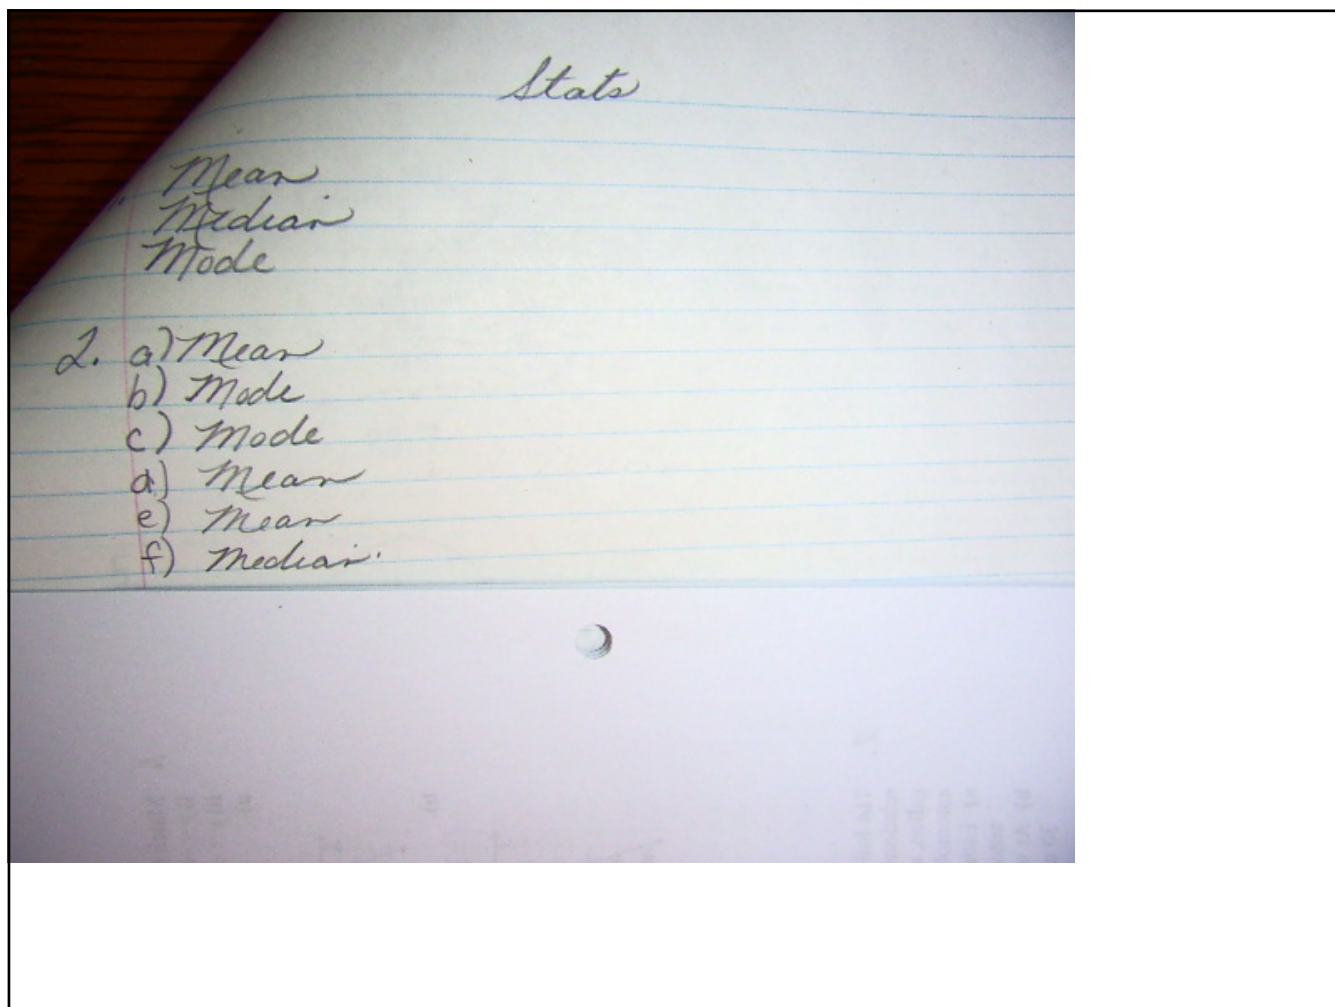 Stats
Mean
Median
Mode
2. a) Mean
b) Mode
c) Mode
d) Mean
e) Mean
f) Median